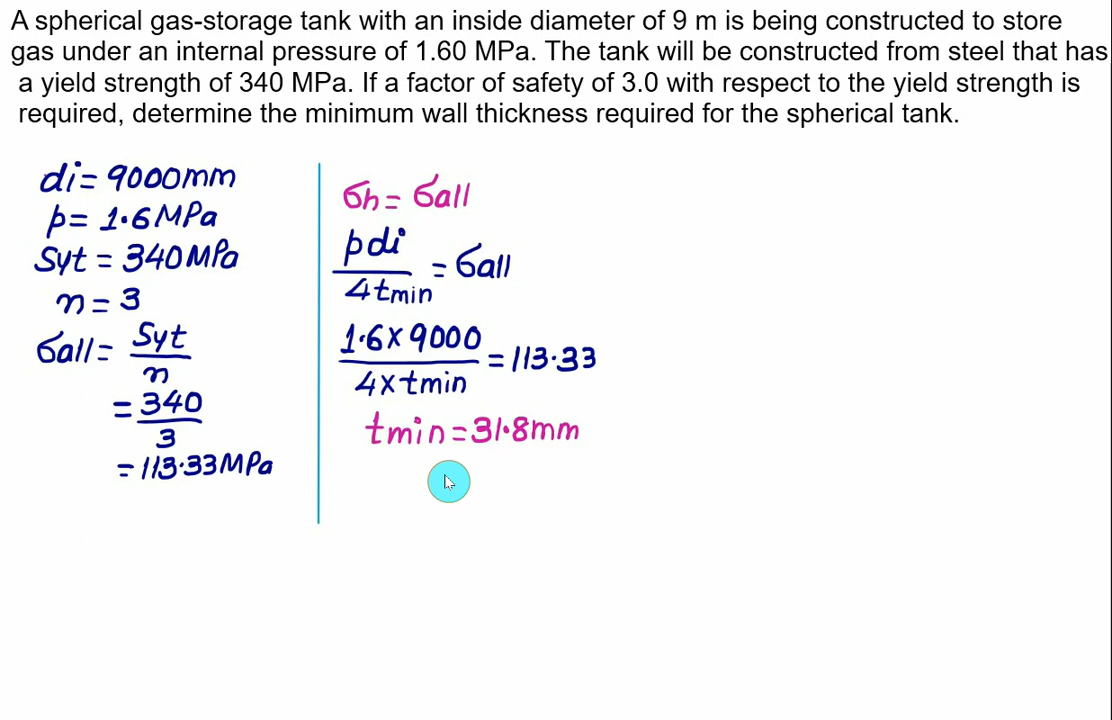 A spherical gas-storage tank with an inside diameter of 9 m is being constructed to store
gas under an internal pressure of 1.60 MPa. The tank will be constructed from steel that has
a yield strength of 340 MPa. If a factor of safety of 3.0 with respect to the yield strength is
required, determine the minimum wall thickness required for the spherical tank.
di = 9000mm
p = 1.6MPa
Syt = 340MPa
n = 3
σall = Syt
n
= 340
3
= 113.33MPa
σh = σall
pdi
4tmin
= σall
1.6 × 9000
4 × tmin
= 113.33
tmin = 31.8mm